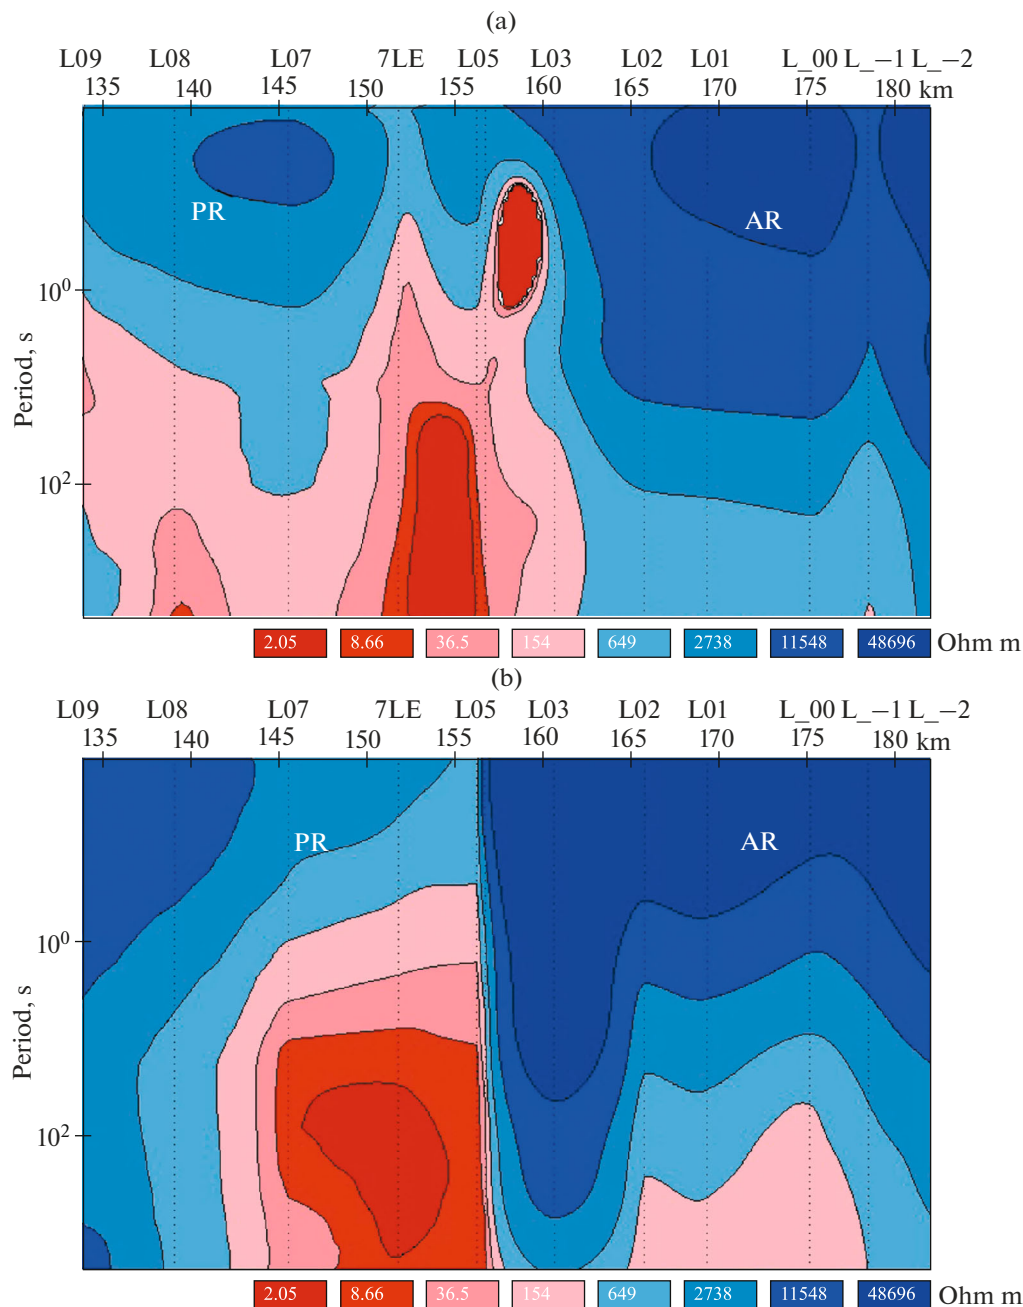 (a)
L09 L08 L07 7LE L05 L03 L02 L01 L_00 L_−1 L_−2
135 140 145 150 155 160 165 170 175 180 km
PR
AR
10⁰
Period, s
10²
2.05 8.66 36.5 154 649 2738 11548 48696 Ohm m
(b)
L09 L08 L07 7LE L05 L03 L02 L01 L_00 L_−1 L_−2
135 140 145 150 155 160 165 170 175 180 km
PR
AR
10⁰
Period, s
10²
2.05 8.66 36.5 154 649 2738 11548 48696 Ohm m